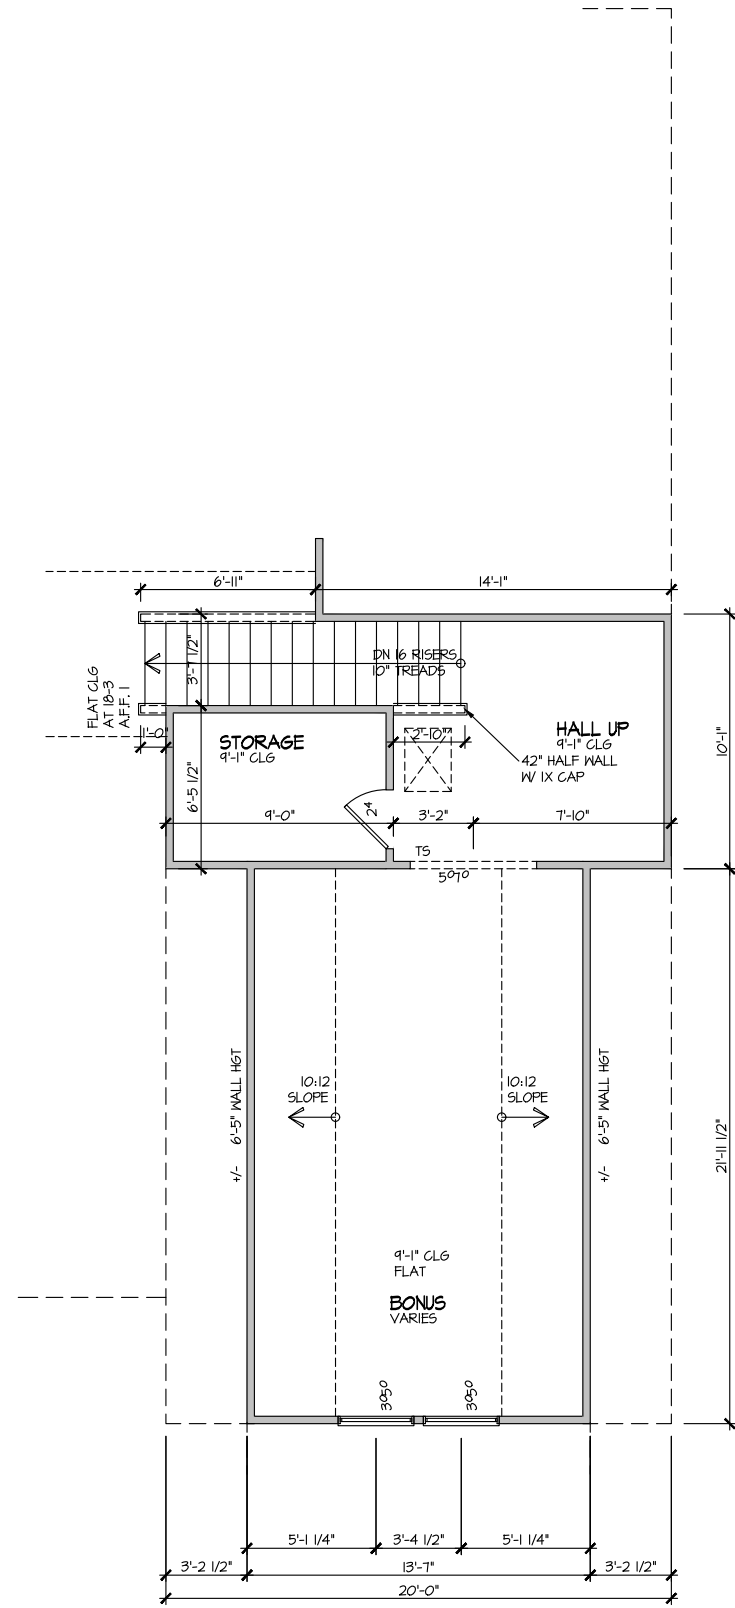 6'-11"
14'-1"
3'-7 1/2"
DN 16 RISERS
10" TREADS
FLAT CLG
AT 18-3
A.F.F. 1
1'-0"
STORAGE
9'-1" CLG
2'-10"
X
HALL UP
9'-1" CLG
42" HALF WALL
W/ 1X CAP
10'-1"
6'-5 1/2"
9'-0"
2⁴
3'-2"
7'-10"
TS
5⁰7⁰
10:12
SLOPE
10:12
SLOPE
+/- 6'-5" WALL HGT
+/- 6'-5" WALL HGT
21'-11 1/2"
9'-1" CLG
FLAT
BONUS
VARIES
3⁰5⁰
3⁰5⁰
5'-1 1/4"
3'-4 1/2"
5'-1 1/4"
3'-2 1/2"
13'-7"
3'-2 1/2"
20'-0"